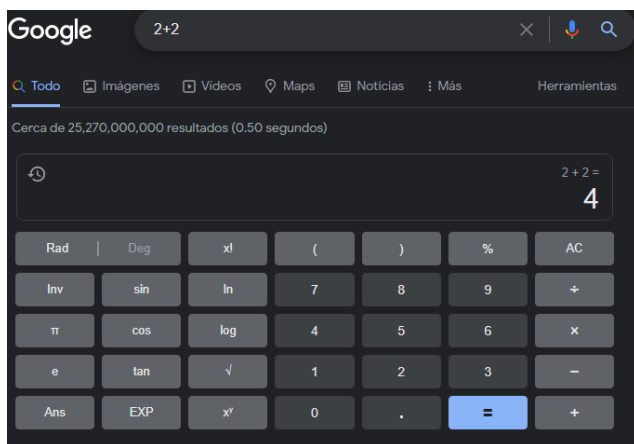 Google 2+2
Todo Imágenes Videos Maps Noticias Más Herramientas
Cerca de 25,270,000,000 resultados (0.50 segundos)
2 + 2 =
4
Rad | Deg x! ( ) % AC
Inv sin ln 7 8 9 ÷
π cos log 4 5 6 ×
e tan √ 1 2 3 −
Ans EXP xʸ 0 . = +